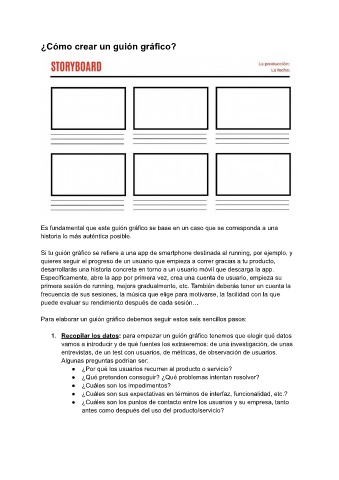 ¿Cómo crear un guión gráfico?
STORYBOARD
La producción:
La fecha:
Es fundamental que este guión gráfico se base en un caso que se corresponda a una
historia lo más auténtica posible.
Si tu guión gráfico se refiere a una app de smartphone destinada al running, por ejemplo, y
quieres seguir el progreso de un usuario que empieza a correr gracias a tu producto,
desarrollarás una historia concreta en torno a un usuario móvil que descarga la app.
Específicamente, abre la app por primera vez, crea una cuenta de usuario, empieza su
primera sesión de running, mejora gradualmente, etc. También deberás tener en cuenta la
frecuencia de sus sesiones, la música que elige para motivarse, la facilidad con la que
puede evaluar su rendimiento después de cada sesión…
Para elaborar un guión gráfico debemos seguir estos seis sencillos pasos:
1. Recopilar los datos: para empezar un guión gráfico tenemos que elegir qué datos
vamos a introducir y de qué fuentes los extraeremos: de una investigación, de unas
entrevistas, de un test con usuarios, de métricas, de observación de usuarios.
Algunas preguntas podrían ser:
● ¿Por qué los usuarios recurren al producto o servicio?
● ¿Qué pretenden conseguir? ¿Qué problemas intentan resolver?
● ¿Cuáles son los impedimentos?
● ¿Cuáles son sus expectativas en términos de interfaz, funcionalidad, etc.?
● ¿Cuáles son los puntos de contacto entre los usuarios y su empresa, tanto
antes como después del uso del producto/servicio?